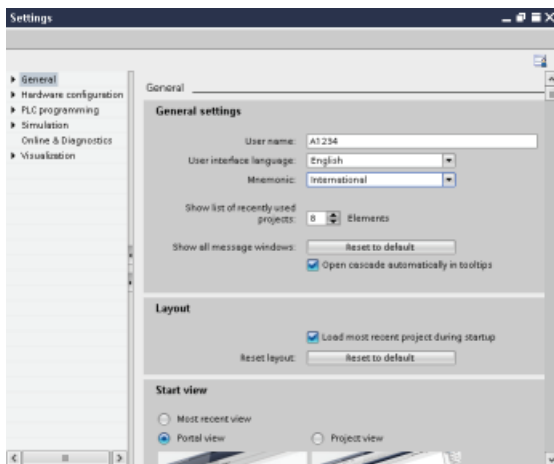 Settings
General
Hardware configuration
PLC programming
Simulation
Online & Diagnostics
Visualization
General
General settings
User name: A1234
User interface language: English
Mnemonic: International
Show list of recently used
projects: 8 Elements
Show all message windows: Reset to default
Open cascade automatically in tooltips
Layout
Load most recent project during startup
Reset layout: Reset to default
Start view
Most recent view
Portal view Project view